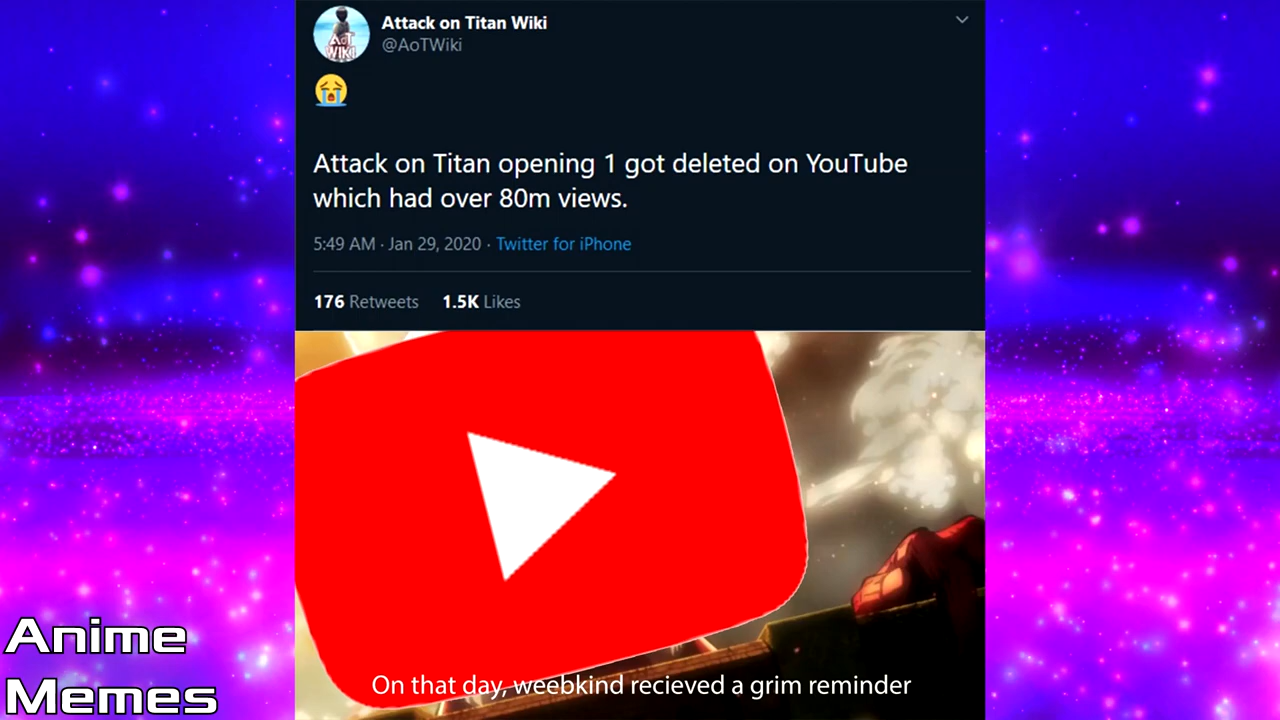 Attack on Titan Wiki
@AoTWiki
😭
Attack on Titan opening 1 got deleted on YouTube
which had over 80m views.
5:49 AM · Jan 29, 2020 · Twitter for iPhone
176 Retweets 1.5K Likes
On that day, weebkind recieved a grim reminder
Anime
Memes
AoT
WIKI